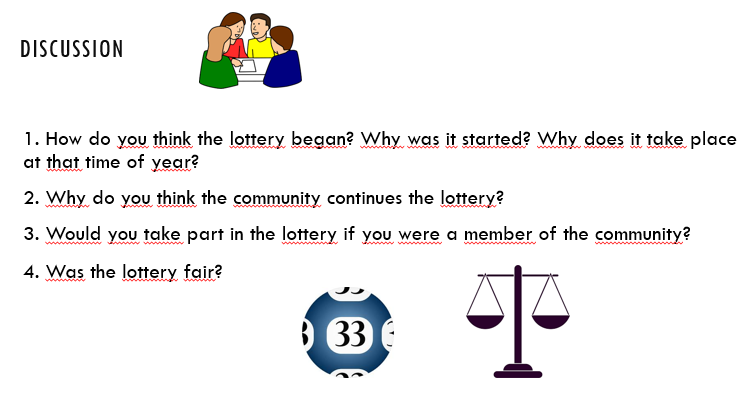 DISCUSSION
1. How do you think the lottery began? Why was it started? Why does it take place
at that time of year?
2. Why do you think the community continues the lottery?
3. Would you take part in the lottery if you were a member of the community?
4. Was the lottery fair?
33